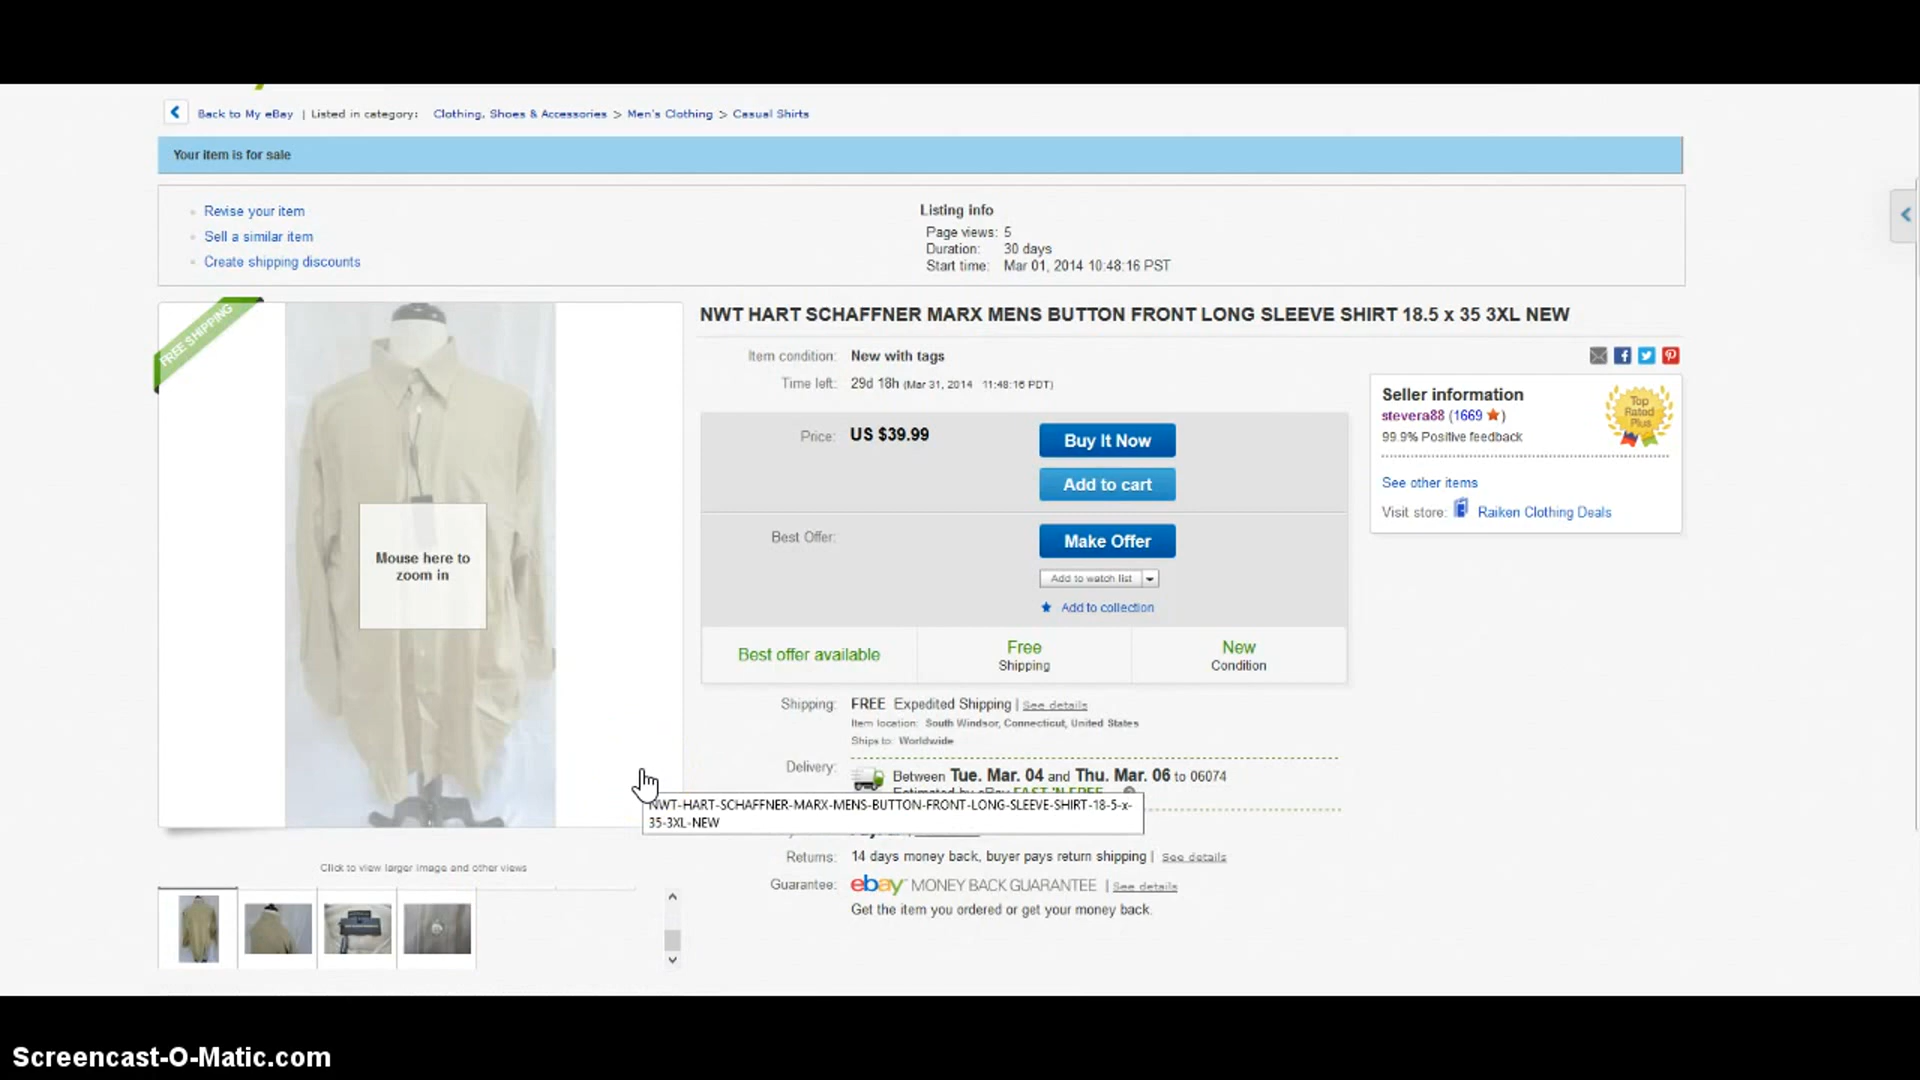 Back to My eBay | Listed in category: Clothing, Shoes & Accessories > Men's Clothing > Casual Shirts
Your item is for sale
Revise your item
Sell a similar item
Create shipping discounts
Listing info
Page views: 5
Duration: 30 days
Start time: Mar 01, 2014 10:48:16 PST
FREE SHIPPING
Mouse here to
zoom in
Click to view larger image and other views
NWT HART SCHAFFNER MARX MENS BUTTON FRONT LONG SLEEVE SHIRT 18.5 x 35 3XL NEW
Item condition: New with tags
Time left: 29d 18h (Mar 31, 2014 11:48:16 PDT)
Price: US $39.99
Buy It Now
Add to cart
Best Offer:
Make Offer
Add to watch list
Add to collection
Best offer available
Free
Shipping
New
Condition
Shipping: FREE Expedited Shipping | See details
Item location: South Windsor, Connecticut, United States
Ships to: Worldwide
Delivery: Between Tue. Mar. 04 and Thu. Mar. 06 to 06074
Estimated by eBay FAST 'N FREE
NWT-HART-SCHAFFNER-MARX-MENS-BUTTON-FRONT-LONG-SLEEVE-SHIRT-18-5-x-
35-3XL-NEW
Returns: 14 days money back, buyer pays return shipping | See details
Guarantee: ebay MONEY BACK GUARANTEE | See details
Get the item you ordered or get your money back.
Seller information
stevera88 (1669)
99.9% Positive feedback
Top
Rated
Plus
See other items
Visit store: Raiken Clothing Deals
Screencast-O-Matic.com